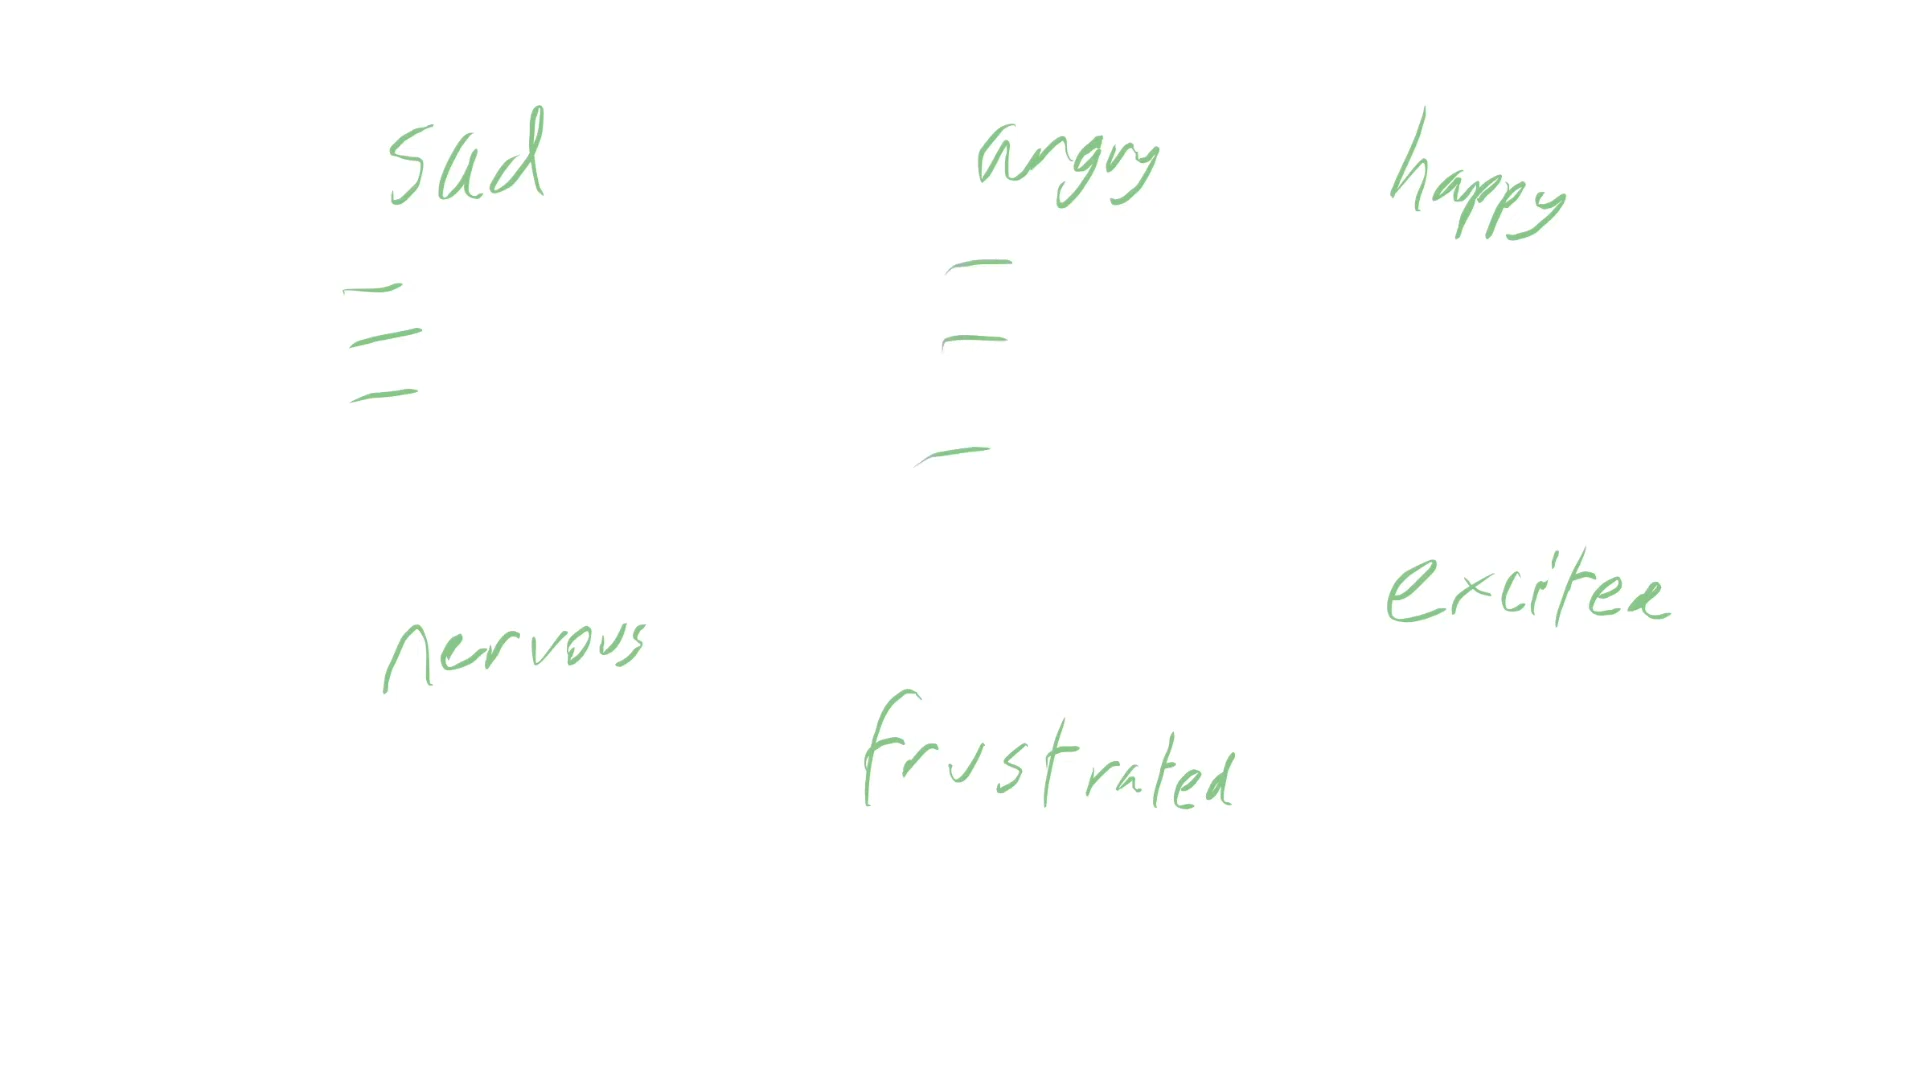 sad angry happy
-
-
-
-
-
-
nervous excited
frustrated